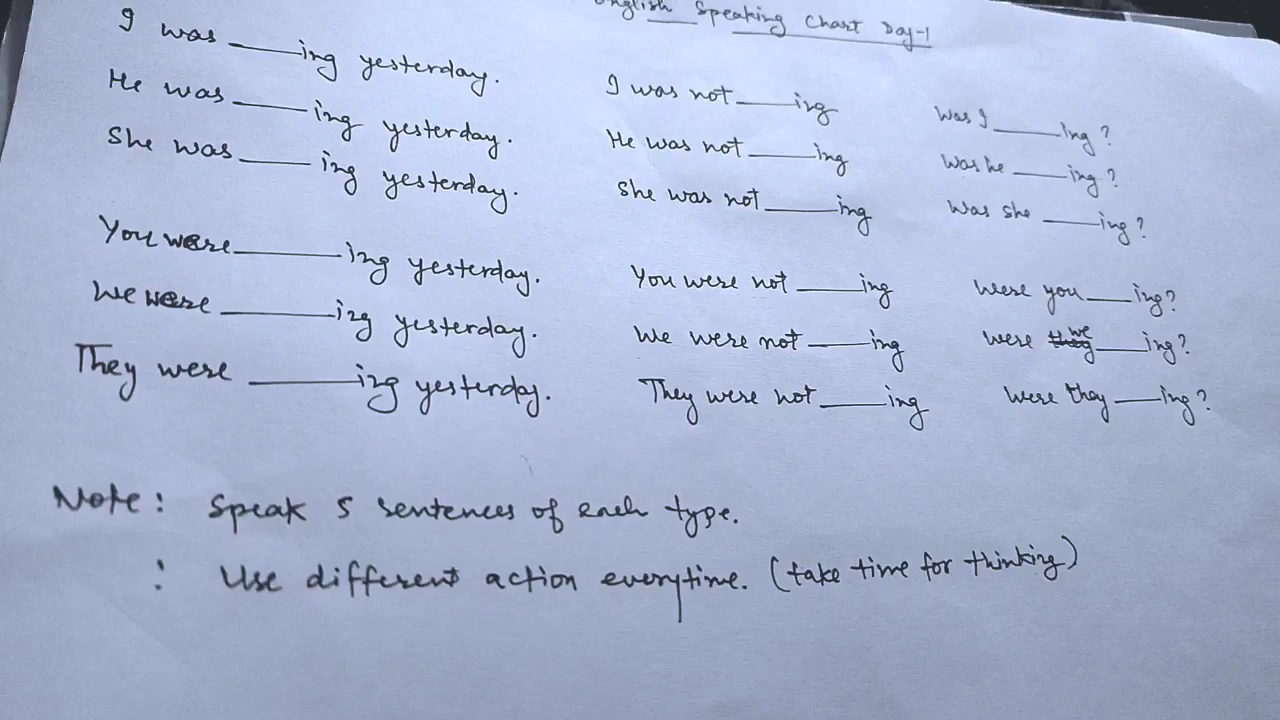 English Speaking Chart Day-1
I was ____ing yesterday.
He was ____ing yesterday.
She was ____ing yesterday.
You were ____ing yesterday.
We were ____ing yesterday.
They were ____ing yesterday.
I was not ____ing
He was not ____ing
She was not ____ing
You were not ____ing
We were not ____ing
They were not ____ing
Was I ____ing?
Was he ____ing?
Was she ____ing?
Were you ____ing?
Were we ____ing?
Were they ____ing?
Note: Speak 5 sentences of each type.
: Use different action everytime. (take time for thinking)